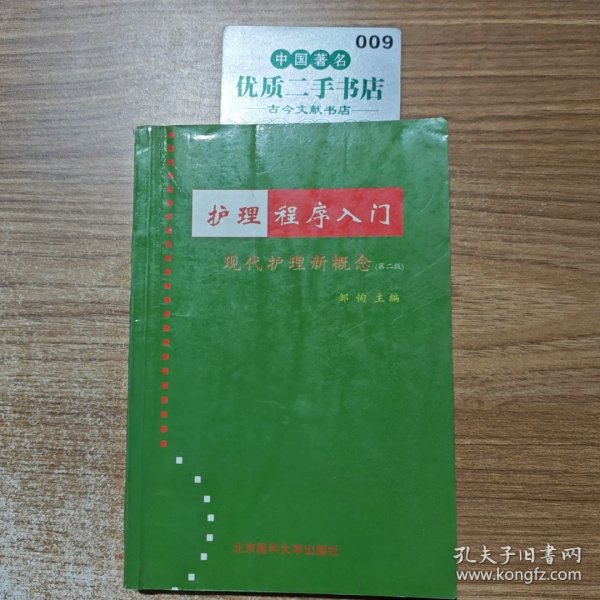 009
中国著名
优质二手书店
古今文献书店
护理程序入门
现代护理新概念(第二版)
邹恂 主编
北京医科大学出版社
孔夫子旧书网
www.kongfz.com